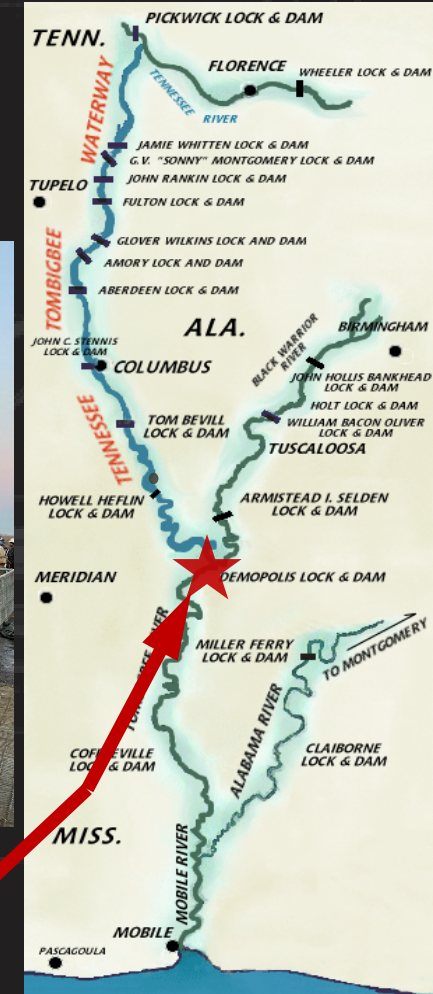 PICKWICK LOCK & DAM
TENN.
FLORENCE
WHEELER LOCK & DAM
TENNESSEE
RIVER
WATERWAY
JAMIE WHITTEN LOCK & DAM
G.V. "SONNY" MONTGOMERY LOCK & DAM
JOHN RANKIN LOCK & DAM
TUPELO
FULTON LOCK & DAM
GLOVER WILKINS LOCK AND DAM
TOMBIGBEE
AMORY LOCK AND DAM
ABERDEEN LOCK & DAM
ALA.
BIRMINGHAM
JOHN C. STENNIS
LOCK & DAM
COLUMBUS
BLACK WARRIOR
RIVER
JOHN HOLLIS BANKHEAD
LOCK & DAM
HOLT LOCK & DAM
WILLIAM BACON OLIVER
LOCK & DAM
TENNESSEE
TOM BEVILL
LOCK & DAM
TUSCALOOSA
HOWELL HEFLIN
LOCK & DAM
ARMISTEAD I. SELDEN
LOCK & DAM
MERIDIAN
DEMOPOLIS LOCK & DAM
MILLER FERRY
LOCK & DAM
TO MONTGOMERY
RIVER
ALABAMA RIVER
CLAIBORNE
LOCK & DAM
LOCK & DAM
MISS.
MOBILE RIVER
MOBILE
PASCAGOULA